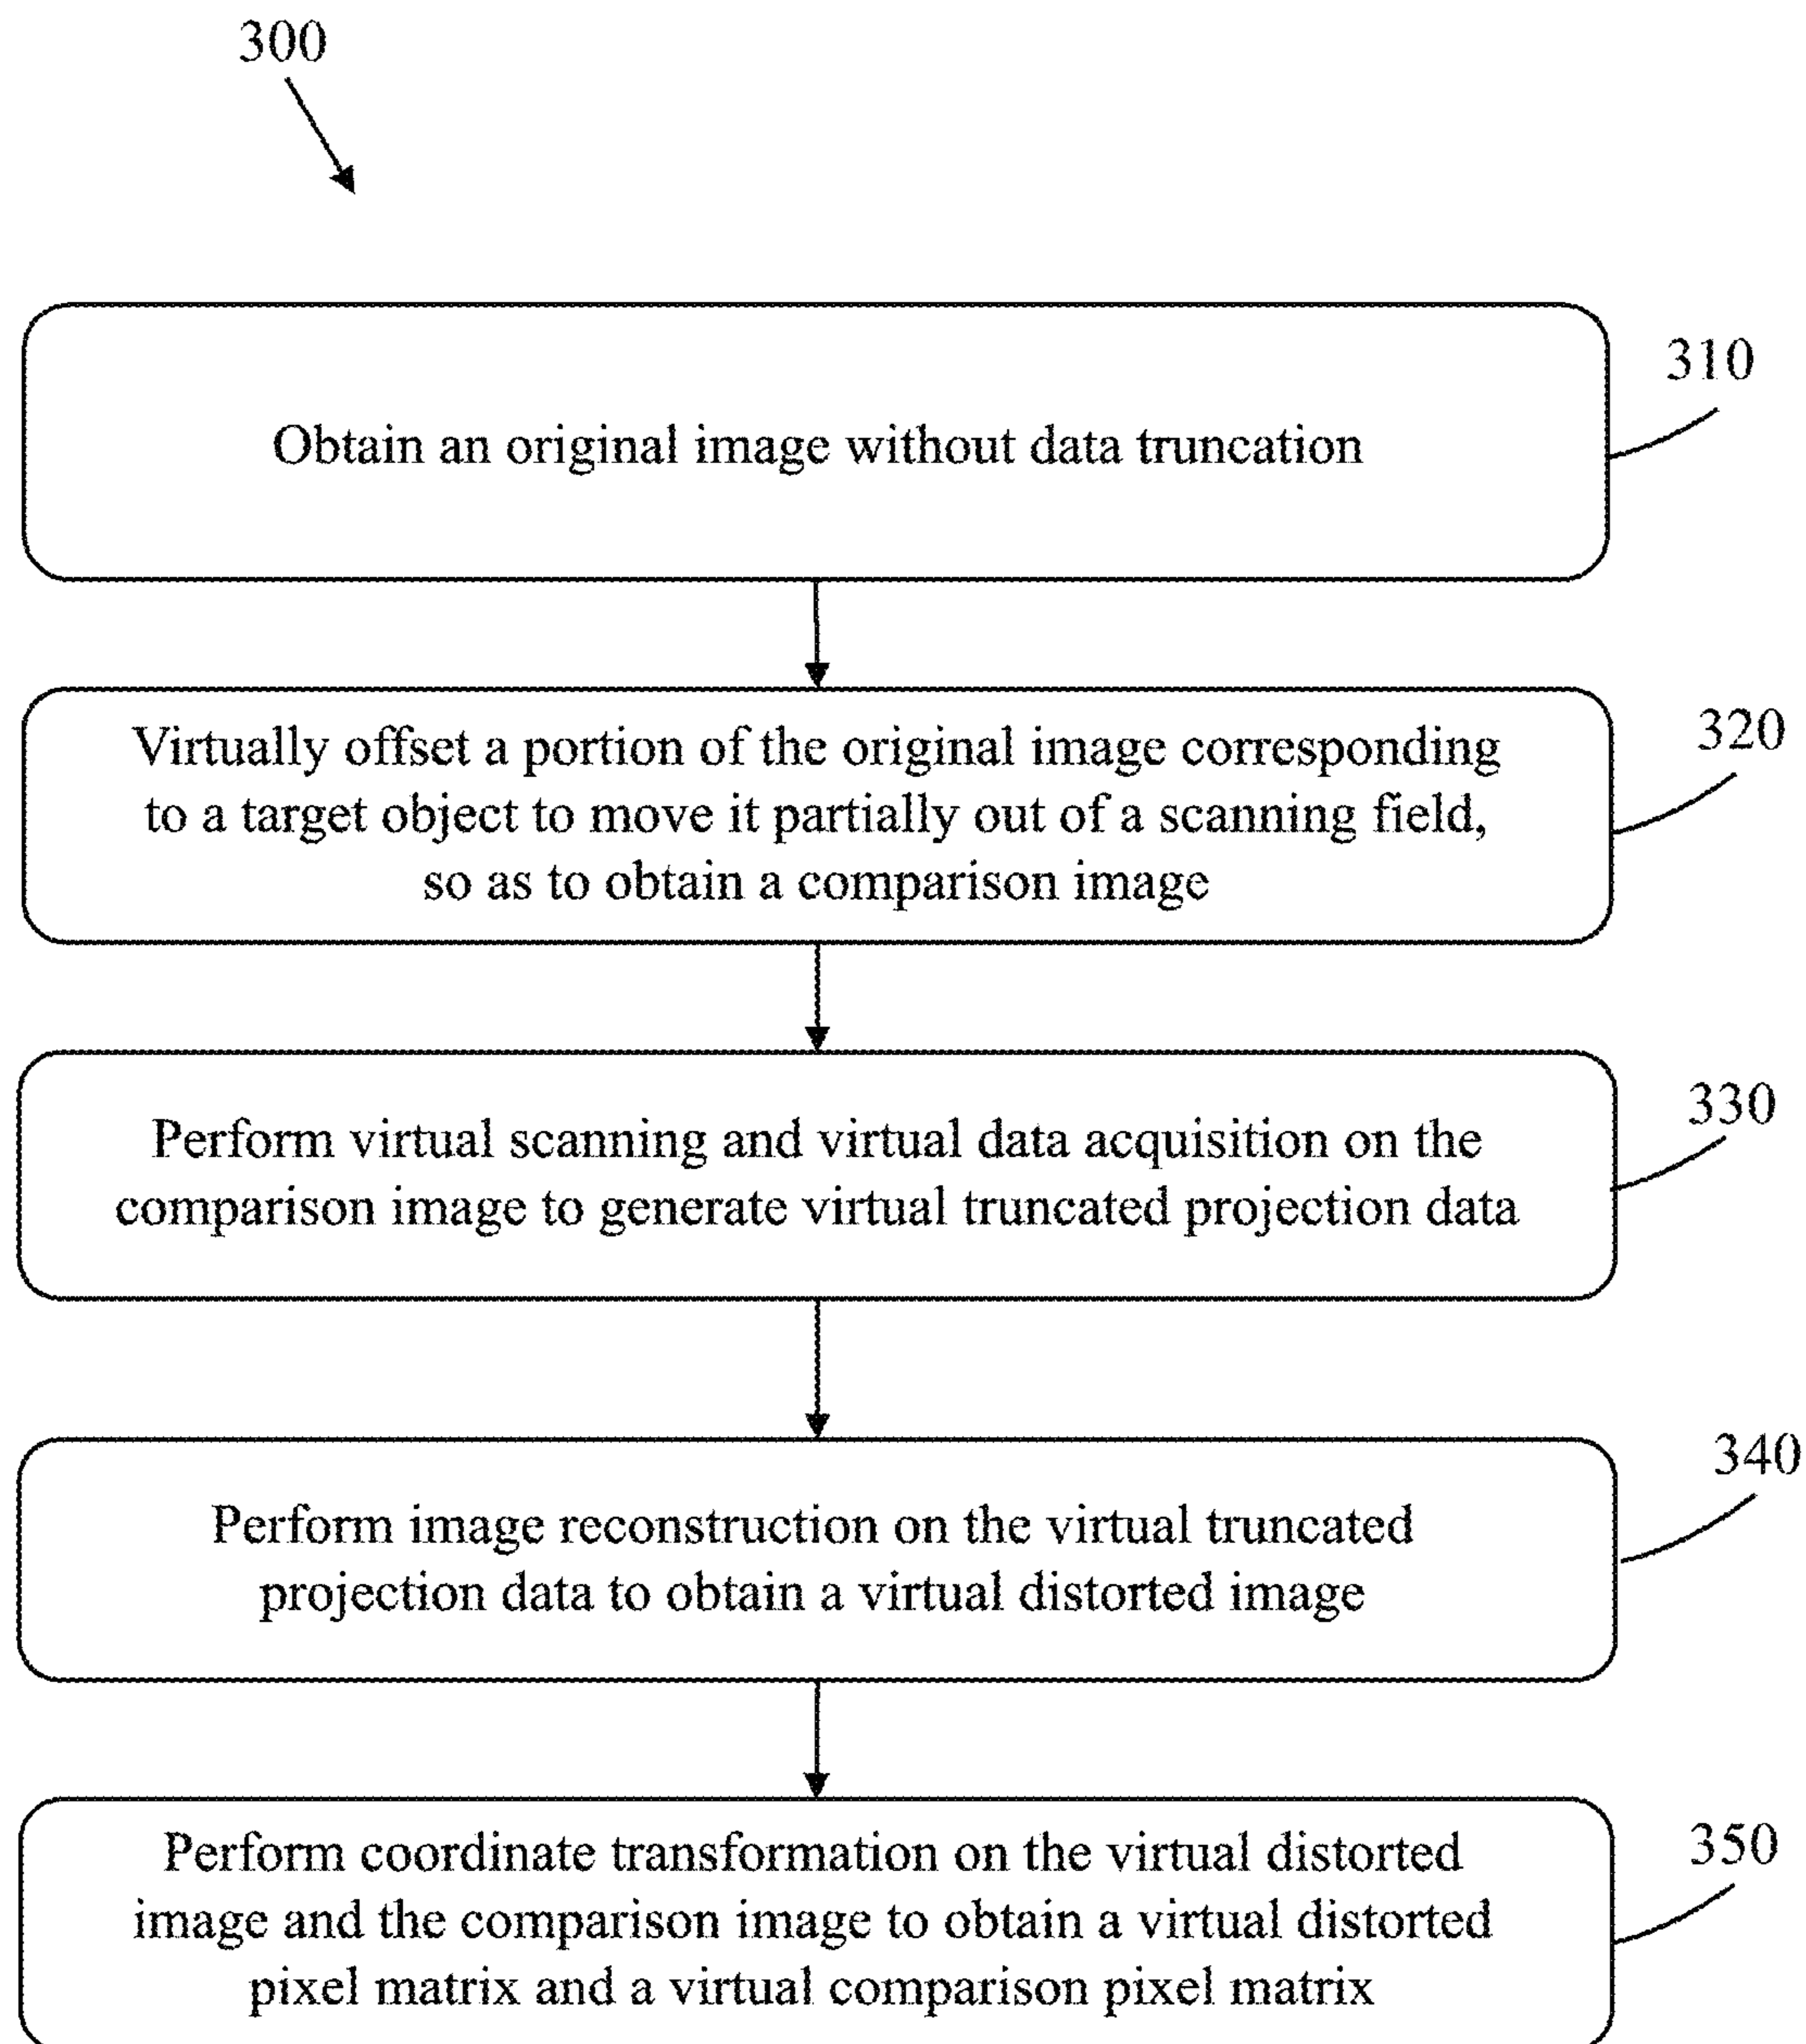 300
Obtain an original image without data truncation
310
Virtually offset a portion of the original image corresponding
to a target object to move it partially out of a scanning field,
so as to obtain a comparison image
320
Perform virtual scanning and virtual data acquisition on the
comparison image to generate virtual truncated projection data
330
Perform image reconstruction on the virtual truncated
projection data to obtain a virtual distorted image
340
Perform coordinate transformation on the virtual distorted
image and the comparison image to obtain a virtual distorted
pixel matrix and a virtual comparison pixel matrix
350